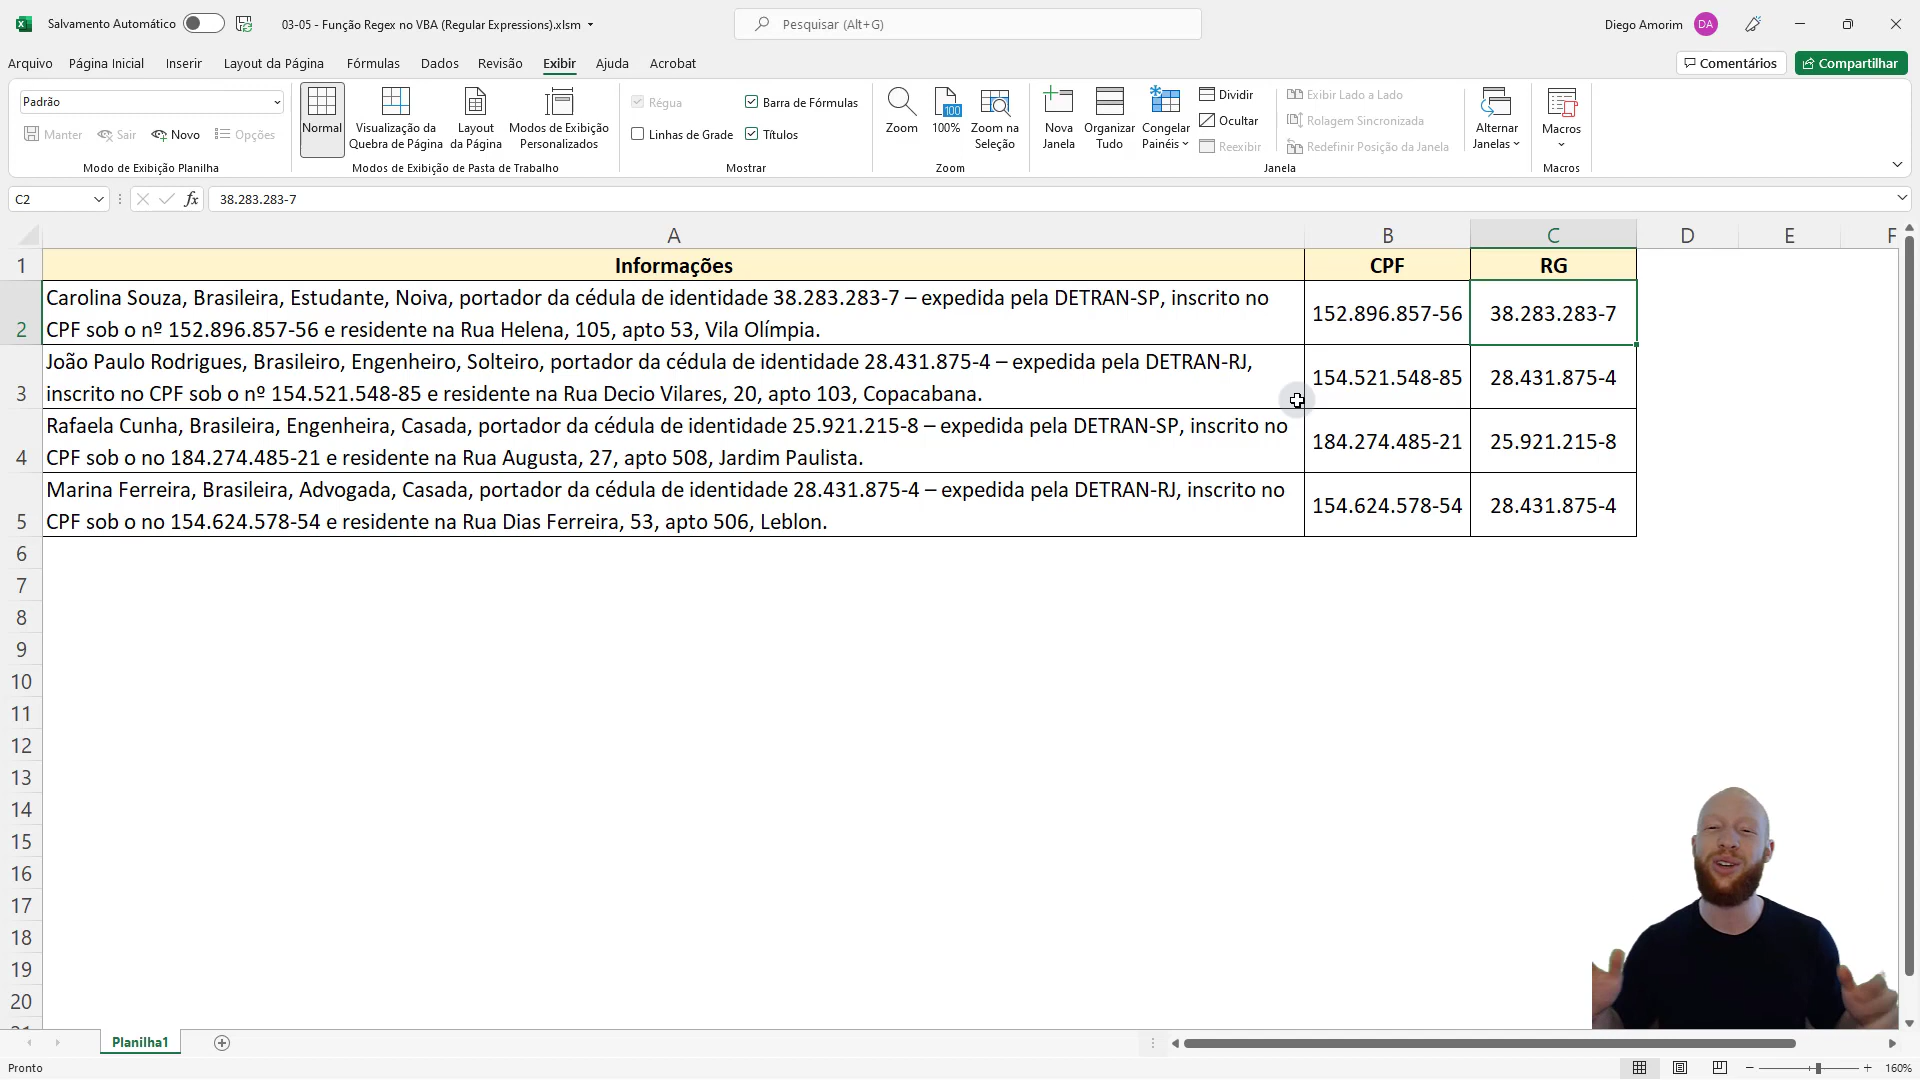 Salvamento Automático
03-05 - Função Regex no VBA (Regular Expressions).xlsm
Pesquisar (Alt+G)
Diego Amorim
DA
Arquivo Página Inicial Inserir Layout da Página Fórmulas Dados Revisão Exibir Ajuda Acrobat
Comentários
Compartilhar
Padrão
Manter Sair Novo Opções
Modo de Exibição Planilha
Normal
Visualização da
Quebra de Página
Layout
da Página
Modos de Exibição
Personalizados
Modos de Exibição de Pasta de Trabalho
Régua
Barra de Fórmulas
Linhas de Grade
Títulos
Mostrar
Zoom
100
100%
Zoom na
Seleção
Zoom
Nova
Janela
Organizar
Tudo
Congelar
Painéis
Dividir
Ocultar
Reexibir
Exibir Lado a Lado
Rolagem Sincronizada
Redefinir Posição da Janela
Janela
Alternar
Janelas
Macros
Macros
C2
fx
38.283.283-7
A B C D E F
1 Informações CPF RG
Carolina Souza, Brasileira, Estudante, Noiva, portador da cédula de identidade 38.283.283-7 – expedida pela DETRAN-SP, inscrito no
2 CPF sob o nº 152.896.857-56 e residente na Rua Helena, 105, apto 53, Vila Olímpia.
152.896.857-56 38.283.283-7
João Paulo Rodrigues, Brasileiro, Engenheiro, Solteiro, portador da cédula de identidade 28.431.875-4 – expedida pela DETRAN-RJ,
3 inscrito no CPF sob o nº 154.521.548-85 e residente na Rua Decio Vilares, 20, apto 103, Copacabana.
154.521.548-85 28.431.875-4
Rafaela Cunha, Brasileira, Engenheira, Casada, portador da cédula de identidade 25.921.215-8 – expedida pela DETRAN-SP, inscrito no
4 CPF sob o no 184.274.485-21 e residente na Rua Augusta, 27, apto 508, Jardim Paulista.
184.274.485-21 25.921.215-8
Marina Ferreira, Brasileira, Advogada, Casada, portador da cédula de identidade 28.431.875-4 – expedida pela DETRAN-RJ, inscrito no
5 CPF sob o no 154.624.578-54 e residente na Rua Dias Ferreira, 53, apto 506, Leblon.
154.624.578-54 28.431.875-4
6
7
8
9
10
11
12
13
14
15
16
17
18
19
20
Planilha1
Pronto
160%